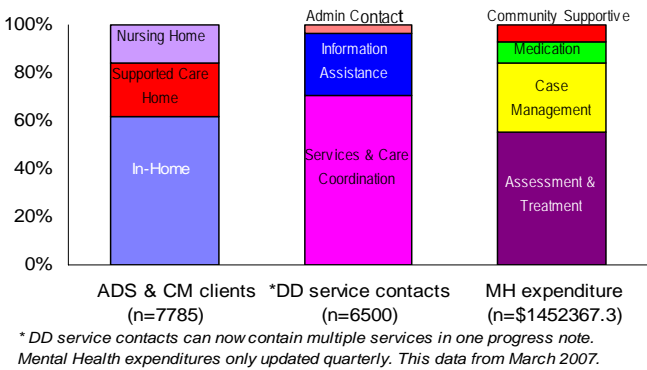 100%
80%
60%
40%
20%
0%
Nursing Home
Supported Care
Home
In-Home
Admin Contact
Information
Assistance
Services & Care
Coordination
Community Supportive
Medication
Case
Management
Assessment &
Treatment
ADS & CM clients
(n=7785)
*DD service contacts
(n=6500)
MH expenditure
(n=$1452367.3)
* DD service contacts can now contain multiple services in one progress note.
Mental Health expenditures only updated quarterly. This data from March 2007.